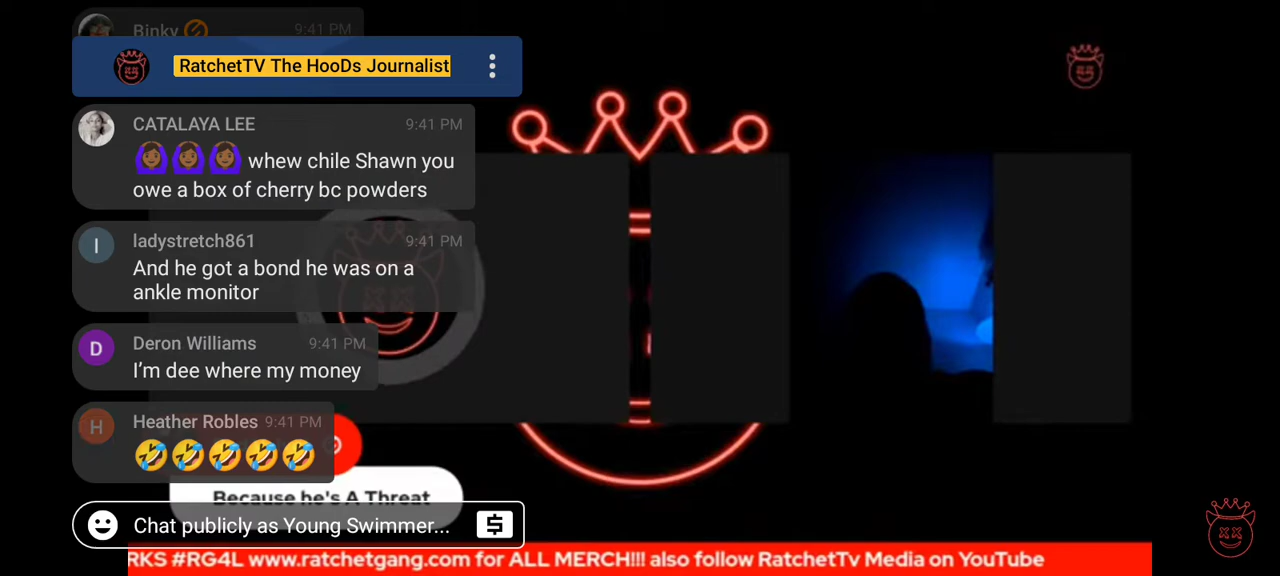 Binky 9:41 PM
RatchetTV The HooDs Journalist
CATALAYA LEE 9:41 PM
🙆🏾‍♀️🙆🏾‍♀️🙆🏾‍♀️ whew chile Shawn you
owe a box of cherry bc powders
I ladystretch861 9:41 PM
And he got a bond he was on a
ankle monitor
D Deron Williams 9:41 PM
I’m dee where my money
H Heather Robles 9:41 PM
🤣🤣🤣🤣🤣
Because he's A Threat
Chat publicly as Young Swimmer... $
RKS #RG4L www.ratchetgang.com for ALL MERCH!!! also follow RatchetTv Media on YouTube